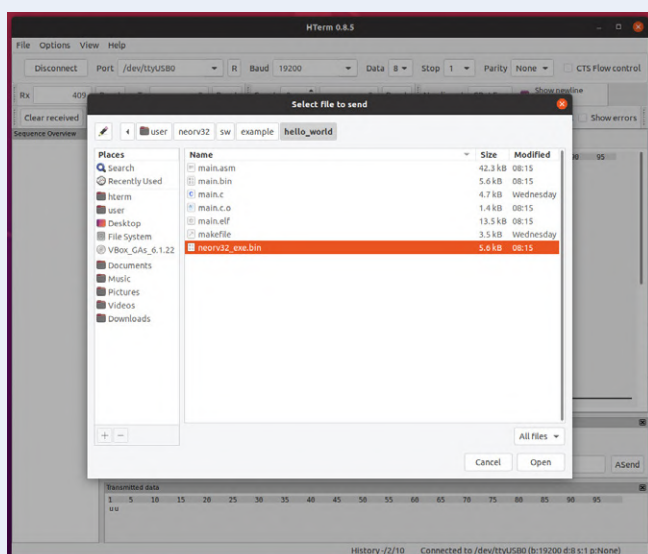 HTerm 0.8.5
File Options View Help
Disconnect Port /dev/ttyUSB0 R Baud 19200 Data 8 Stop 1 Parity None CTS Flow control
Rx 409
Show newline
Select file to send
Clear received
Show errors
user neorv32 sw example hello_world
Sequence Overview
Places Name Size Modified
90 95
Search main.asm 42.3 kB 08:15
Recently Used main.bin 5.6 kB 08:15
hterm main.c 4.7 kB Wednesday
user main.c.o 1.4 kB 08:15
Desktop main.elf 13.5 kB 08:15
File System makefile 3.5 kB Wednesday
VBox_GAs_6.1.22 neorv32_exe.bin 5.6 kB 08:15
Documents
Music
Pictures
Videos
Downloads
All files
Cancel Open
ASend
Transmitted data
1 5 10 15 20 25 30 35 40 45 50 55 60 65 70 75 80 85 90 95
uu
History -/2/10 Connected to /dev/ttyUSB0 (b:19200 d:8 s:1 p:None)